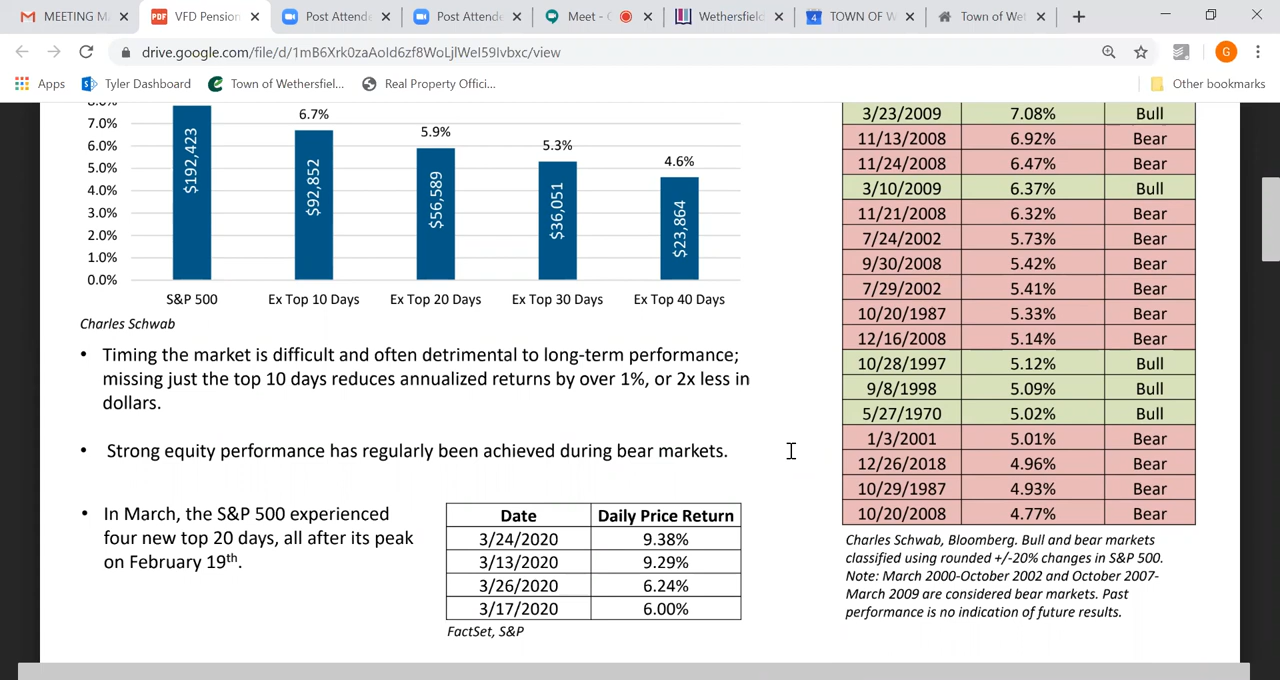 MEETING M
VFD Pension
Post Attende
Post Attende
Meet - 
Wethersfield
TOWN OF W
Town of Wet
drive.google.com/file/d/1mB6Xrk0zaAoId6zf8WoLjlWeI59Ivbxc/view
G
Apps
Tyler Dashboard
Town of Wethersfiel...
Real Property Offici...
Other bookmarks
8.0%
7.0%
6.0%
5.0%
4.0%
3.0%
2.0%
1.0%
0.0%
6.7%
5.9%
5.3%
4.6%
$192,423
$92,852
$56,589
$36,051
$23,864
S&P 500 Ex Top 10 Days Ex Top 20 Days Ex Top 30 Days Ex Top 40 Days
Charles Schwab
• Timing the market is difficult and often detrimental to long-term performance;
missing just the top 10 days reduces annualized returns by over 1%, or 2x less in
dollars.
• Strong equity performance has regularly been achieved during bear markets.
• In March, the S&P 500 experienced
four new top 20 days, all after its peak
on February 19th.
Date Daily Price Return
3/24/2020 9.38%
3/13/2020 9.29%
3/26/2020 6.24%
3/17/2020 6.00%
FactSet, S&P
3/23/2009 7.08% Bull
11/13/2008 6.92% Bear
11/24/2008 6.47% Bear
3/10/2009 6.37% Bull
11/21/2008 6.32% Bear
7/24/2002 5.73% Bear
9/30/2008 5.42% Bear
7/29/2002 5.41% Bear
10/20/1987 5.33% Bear
12/16/2008 5.14% Bear
10/28/1997 5.12% Bull
9/8/1998 5.09% Bull
5/27/1970 5.02% Bull
1/3/2001 5.01% Bear
12/26/2018 4.96% Bear
10/29/1987 4.93% Bear
10/20/2008 4.77% Bear
Charles Schwab, Bloomberg. Bull and bear markets
classified using rounded +/-20% changes in S&P 500.
Note: March 2000-October 2002 and October 2007-
March 2009 are considered bear markets. Past
performance is no indication of future results.